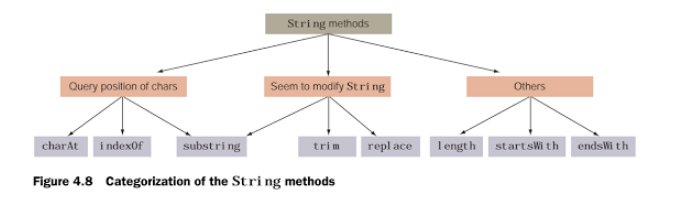 String methods
Query position of chars
Seem to modify String
Others
charAt
indexOf
substring
trim
replace
length
startsWith
endsWith
Figure 4.8 Categorization of the String methods